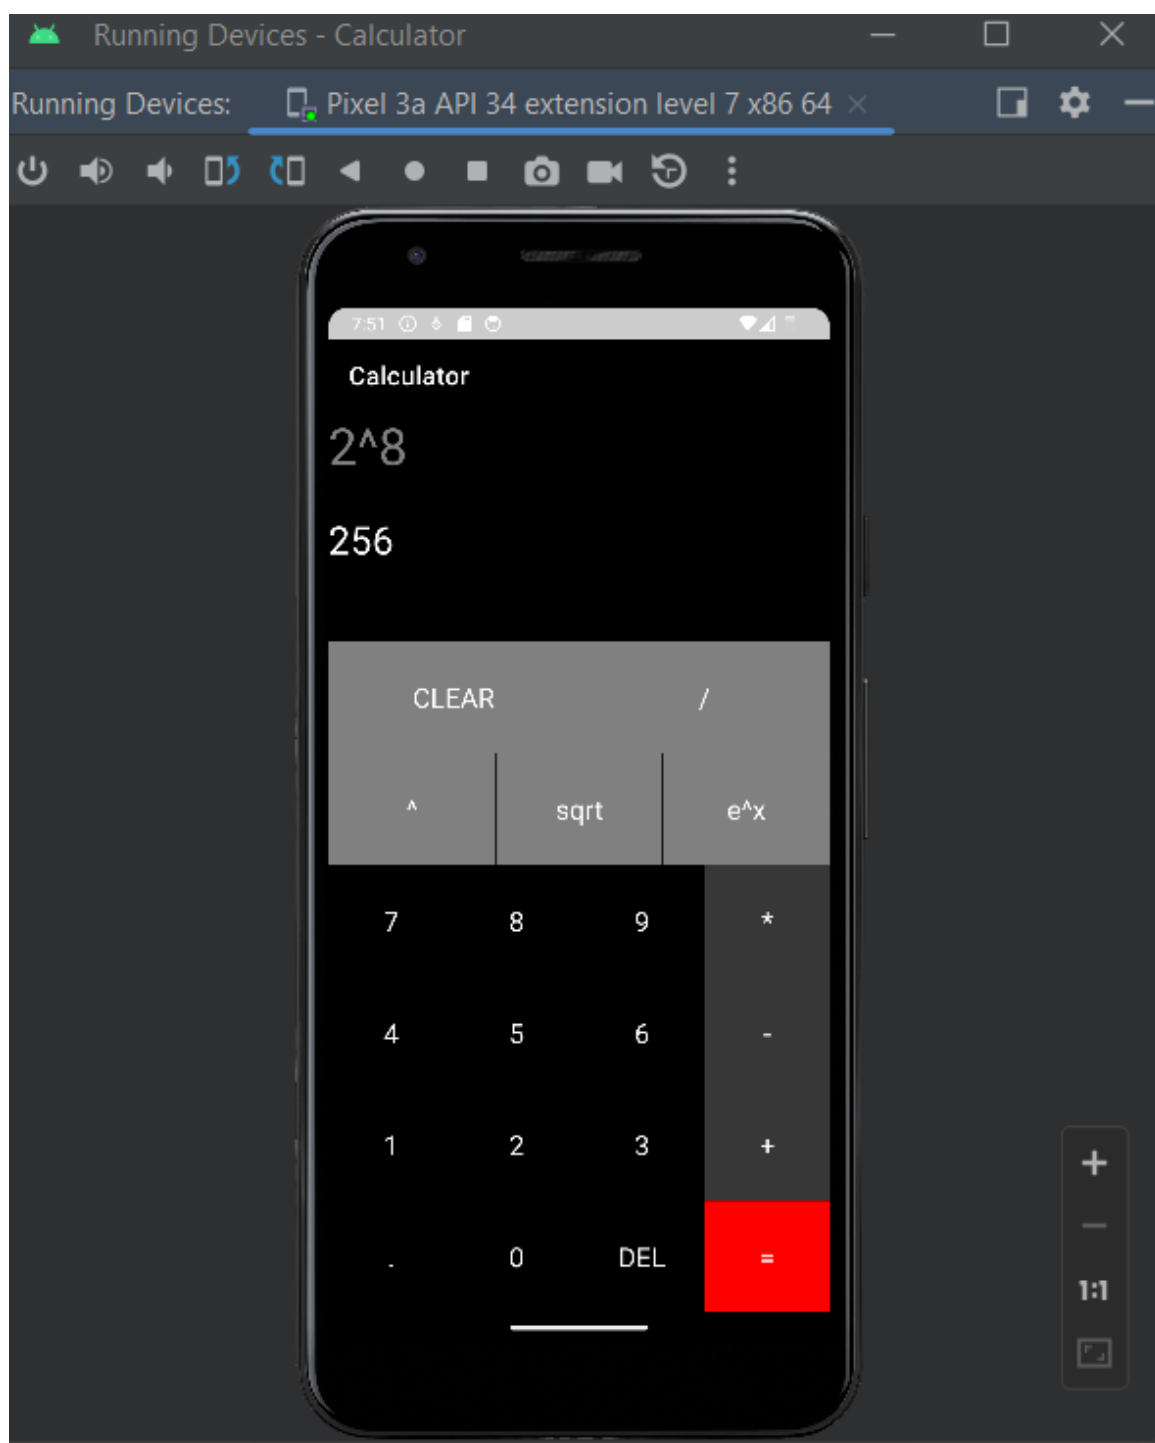 Running Devices - Calculator
Running Devices: Pixel 3a API 34 extension level 7 x86 64
7:51
Calculator
2^8
256
CLEAR /
^ sqrt e^x
7 8 9 *
4 5 6 -
1 2 3 +
. 0 DEL =
1:1